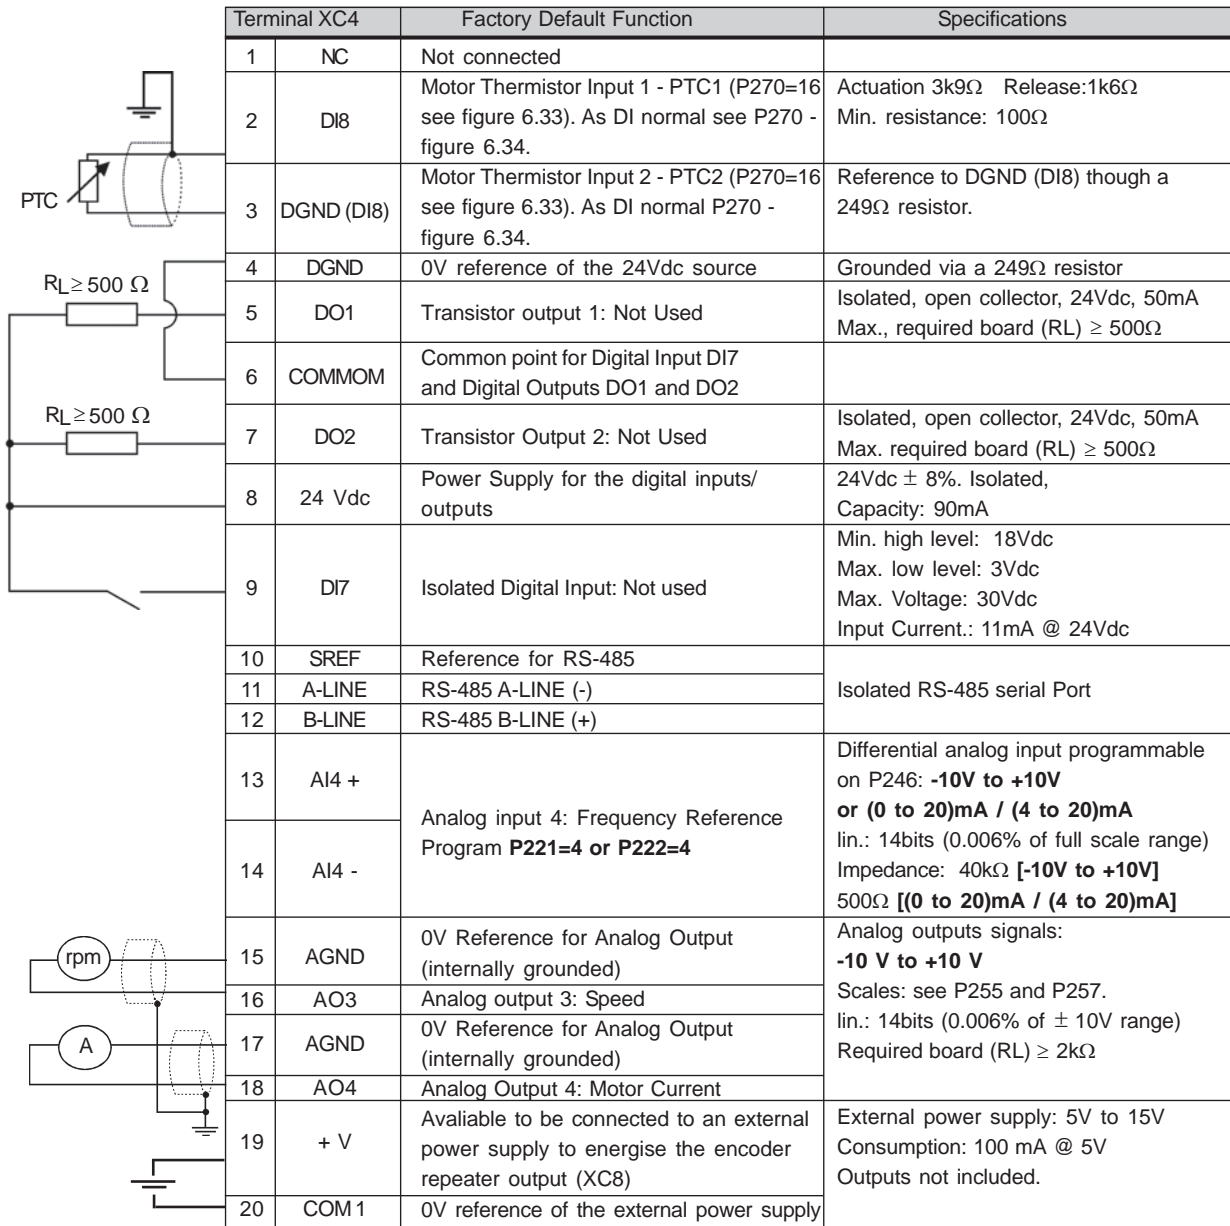 Terminal XC4 Factory Default Function Specifications
1 NC Not connected
2 DI8 Motor Thermistor Input 1 - PTC1 (P270=16
see figure 6.33). As DI normal see P270 -
figure 6.34.
Actuation 3k9Ω Release:1k6Ω
Min. resistance: 100Ω
PTC
3 DGND (DI8) Motor Thermistor Input 2 - PTC2 (P270=16
see figure 6.33). As DI normal P270 -
figure 6.34.
Reference to DGND (DI8) though a
249Ω resistor.
4 DGND 0V reference of the 24Vdc source Grounded via a 249Ω resistor
RL ≥ 500 Ω
5 DO1 Transistor output 1: Not Used
Isolated, open collector, 24Vdc, 50mA
Max., required board (RL) ≥ 500Ω
6 COMMOM Common point for Digital Input DI7
and Digital Outputs DO1 and DO2
RL ≥ 500 Ω
7 DO2 Transistor Output 2: Not Used
Isolated, open collector, 24Vdc, 50mA
Max. required board (RL) ≥ 500Ω
8 24 Vdc Power Supply for the digital inputs/
outputs
24Vdc ± 8%. Isolated,
Capacity: 90mA
9 DI7 Isolated Digital Input: Not used
Min. high level: 18Vdc
Max. low level: 3Vdc
Max. Voltage: 30Vdc
Input Current.: 11mA @ 24Vdc
10 SREF Reference for RS-485
11 A-LINE RS-485 A-LINE (-)
12 B-LINE RS-485 B-LINE (+)
Isolated RS-485 serial Port
13 AI4 +
14 AI4 -
Analog input 4: Frequency Reference
Program P221=4 or P222=4
Differential analog input programmable
on P246: -10V to +10V
or (0 to 20)mA / (4 to 20)mA
lin.: 14bits (0.006% of full scale range)
Impedance: 40kΩ [-10V to +10V]
500Ω [(0 to 20)mA / (4 to 20)mA]
rpm
15 AGND 0V Reference for Analog Output
(internally grounded)
16 AO3 Analog output 3: Speed
A
17 AGND 0V Reference for Analog Output
(internally grounded)
18 AO4 Analog Output 4: Motor Current
Analog outputs signals:
-10 V to +10 V
Scales: see P255 and P257.
lin.: 14bits (0.006% of ± 10V range)
Required board (RL) ≥ 2kΩ
19 + V Avaliable to be connected to an external
power supply to energise the encoder
repeater output (XC8)
20 COM1 0V reference of the external power supply
External power supply: 5V to 15V
Consumption: 100 mA @ 5V
Outputs not included.